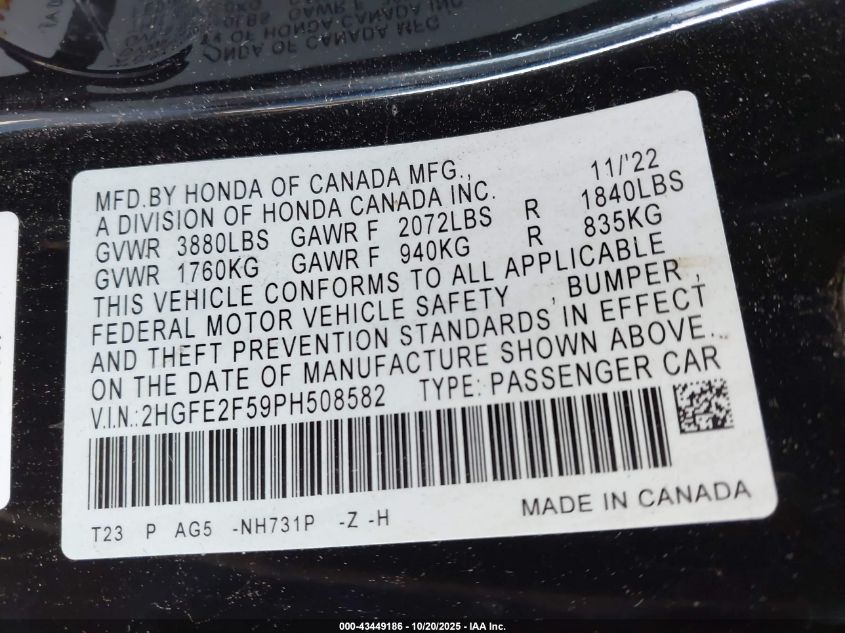 MFD.BY HONDA OF CANADA MFG., 11/'22
A DIVISION OF HONDA CANADA INC.
GVWR 3880LBS GAWR F 2072LBS R 1840LBS
GVWR 1760KG GAWR F 940KG R 835KG
THIS VEHICLE CONFORMS TO ALL APPLICABLE
FEDERAL MOTOR VEHICLE SAFETY , BUMPER ,
AND THEFT PREVENTION STANDARDS IN EFFECT
ON THE DATE OF MANUFACTURE SHOWN ABOVE.
V.I.N.:2HGFE2F59PH508582 TYPE: PASSENGER CAR
T23 P AG5 -NH731P -Z -H MADE IN CANADA
000-43449186 - 10/20/2025 - IAA Inc.